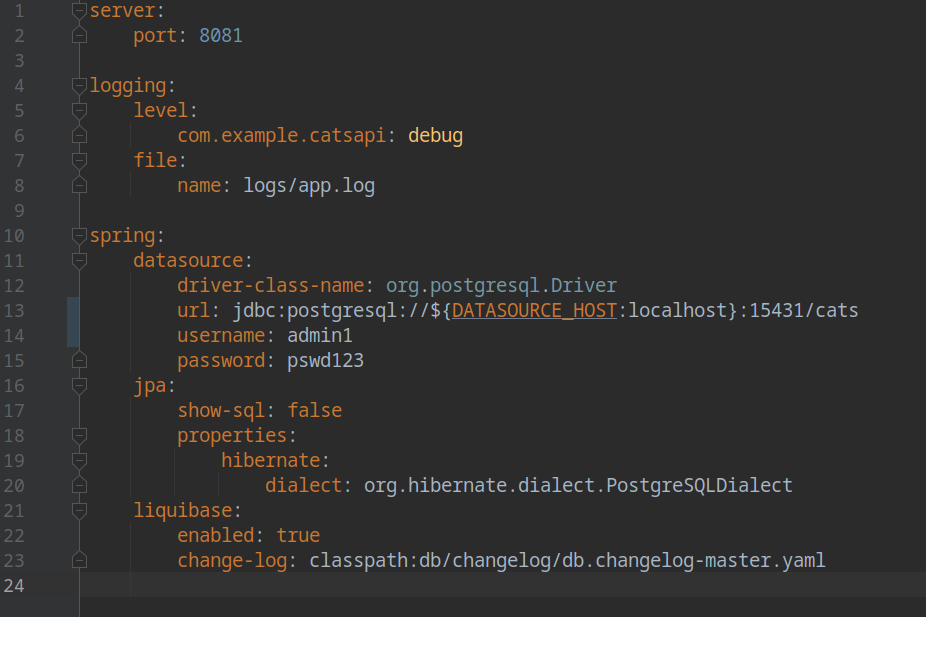 1 server:
2     port: 8081
3
4 logging:
5     level:
6         com.example.catsapi: debug
7     file:
8         name: logs/app.log
9
10 spring:
11     datasource:
12         driver-class-name: org.postgresql.Driver
13         url: jdbc:postgresql://${DATASOURCE_HOST:localhost}:15431/cats
14         username: admin1
15         password: pswd123
16     jpa:
17         show-sql: false
18         properties:
19             hibernate:
20                 dialect: org.hibernate.dialect.PostgreSQLDialect
21     liquibase:
22         enabled: true
23         change-log: classpath:db/changelog/db.changelog-master.yaml
24